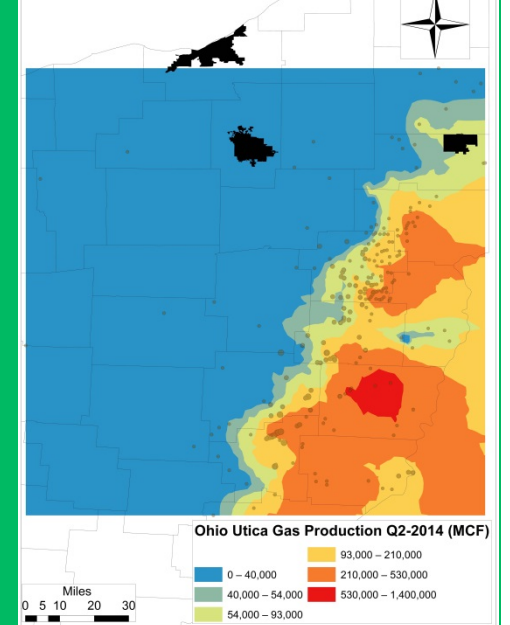 Ohio Utica Gas Production Q2-2014 (MCF)
0 – 40,000
40,000 – 54,000
54,000 – 93,000
93,000 – 210,000
210,000 – 530,000
530,000 – 1,400,000
Miles
0 5 10 20 30